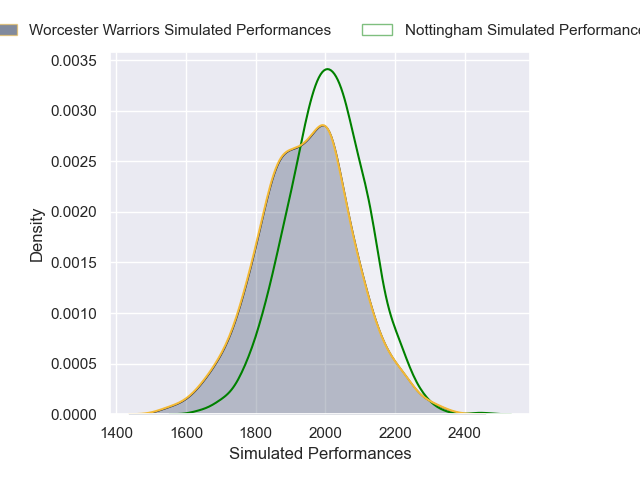 Worcester Warriors Simulated Performances
Nottingham Simulated Performance
0.0035
0.0030
0.0025
0.0020
0.0015
0.0010
0.0005
0.0000
Density
1400 1600 1800 2000 2200 2400
Simulated Performances